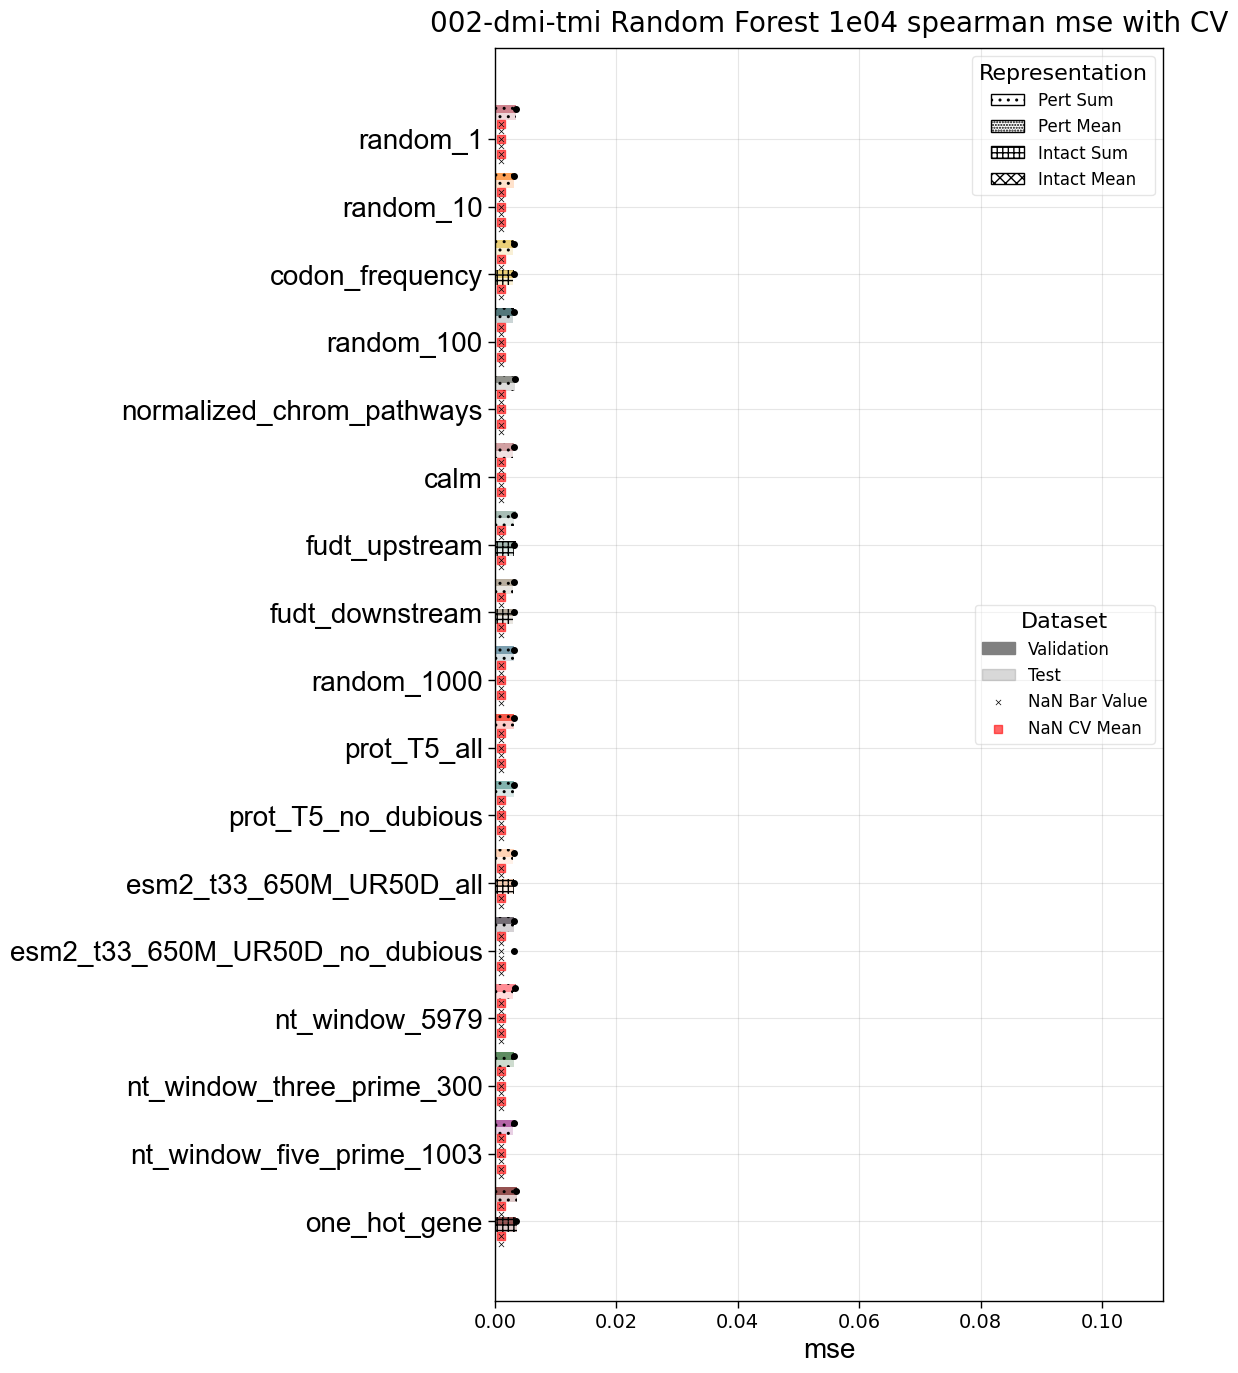 002-dmi-tmi Random Forest 1e04 spearman mse with CV
Representation
Pert Sum
Pert Mean
Intact Sum
Intact Mean
random_1
random_10
codon_frequency
random_100
normalized_chrom_pathways
calm
fudt_upstream
fudt_downstream
random_1000
prot_T5_all
prot_T5_no_dubious
esm2_t33_650M_UR50D_all
esm2_t33_650M_UR50D_no_dubious
nt_window_5979
nt_window_three_prime_300
nt_window_five_prime_1003
one_hot_gene
Dataset
Validation
Test
NaN Bar Value
NaN CV Mean
0.00 0.02 0.04 0.06 0.08 0.10
mse